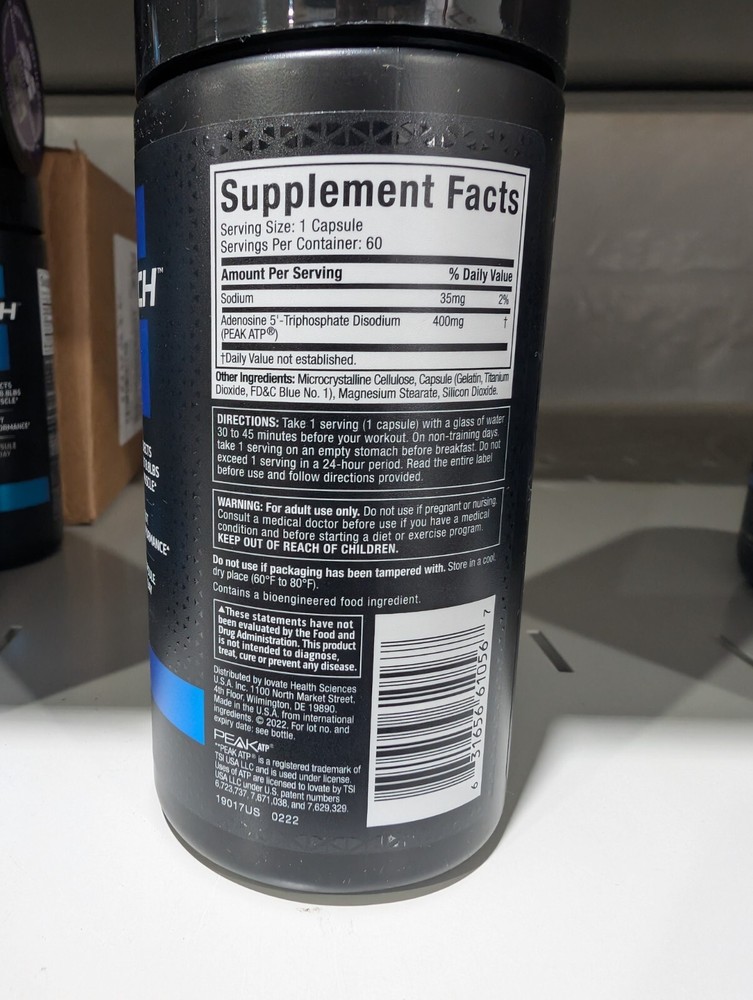 Supplement Facts
Serving Size: 1 Capsule
Servings Per Container: 60
Amount Per Serving % Daily Value
Sodium 35mg 2%
Adenosine 5'-Triphosphate Disodium 400mg †
(PEAK ATP®)
†Daily Value not established.
Other Ingredients: Microcrystalline Cellulose, Capsule (Gelatin, Titanium
Dioxide, FD&C Blue No. 1), Magnesium Stearate, Silicon Dioxide.
DIRECTIONS: Take 1 serving (1 capsule) with a glass of water
30 to 45 minutes before your workout. On non-training days,
take 1 serving on an empty stomach before breakfast. Do not
exceed 1 serving in a 24-hour period. Read the entire label
before use and follow directions provided.
WARNING: For adult use only. Do not use if pregnant or nursing.
Consult a medical doctor before use if you have a medical
condition and before starting a diet or exercise program.
KEEP OUT OF REACH OF CHILDREN.
Do not use if packaging has been tampered with. Store in a cool,
dry place (60°F to 80°F).
Contains a bioengineered food ingredient.
▲These statements have not
been evaluated by the Food and
Drug Administration. This product
is not intended to diagnose,
treat, cure or prevent any disease.
Distributed by Iovate Health Sciences
U.S.A. Inc. 1100 North Market Street,
4th Floor, Wilmington, DE 19890.
Made in the U.S.A. from international
ingredients. © 2022. For lot no. and
expiry date: see bottle.
PEAK ATP®
**PEAK ATP® is a registered trademark of
TSI USA LLC and is used under license.
Uses of ATP are licensed to Iovate by TSI
USA LLC under U.S. patent numbers
6,723,737, 7,671,038, and 7,629,329.
19017US 0222
6 31656 61056 7
CH™
H™